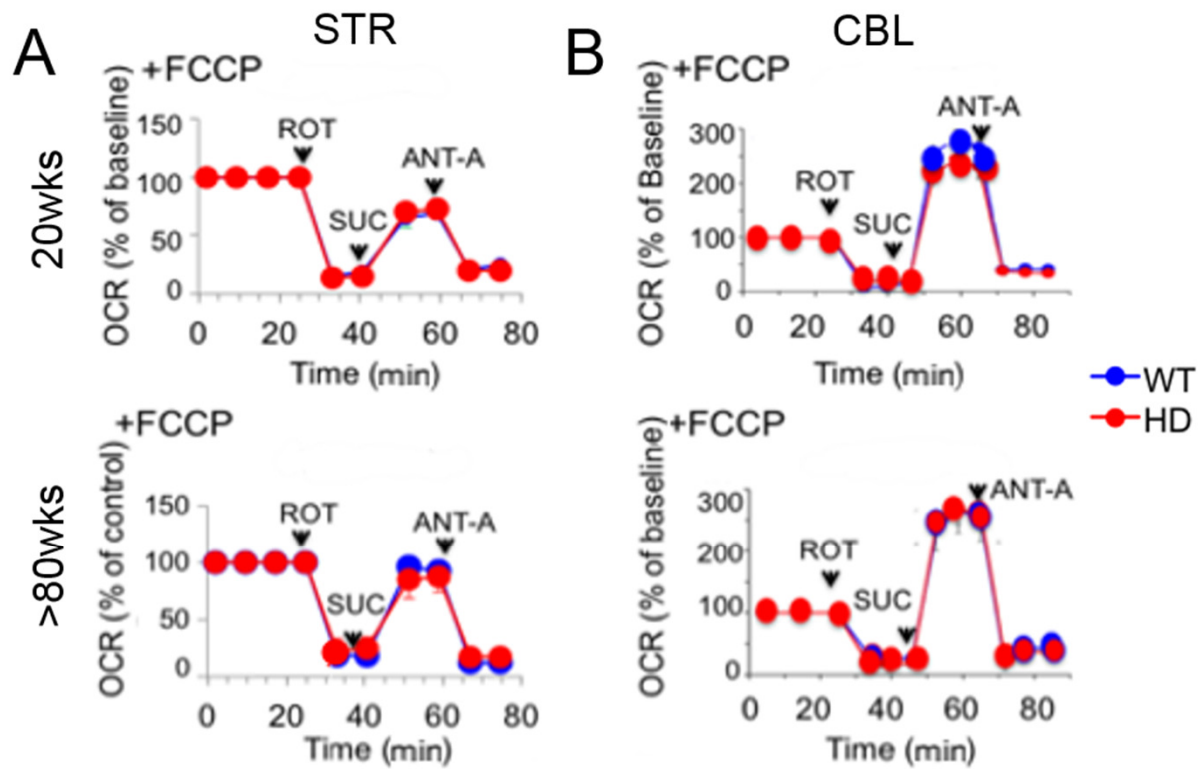 A
STR
+FCCP
20wks
OCR (% of baseline)
150
100
50
0
ROT
SUC
ANT-A
0 20 40 60 80
Time (min)
B
CBL
+FCCP
OCR (% of Baseline)
300
200
100
0
ROT
SUC
ANT-A
0 20 40 60 80
Time (min)
WT
HD
>80wks
+FCCP
OCR (% of control)
150
100
50
0
ROT
SUC
ANT-A
0 20 40 60 80
Time (min)
+FCCP
OCR (% of baseline)
300
200
100
0
ROT
SUC
ANT-A
0 20 40 60 80
Time (min)